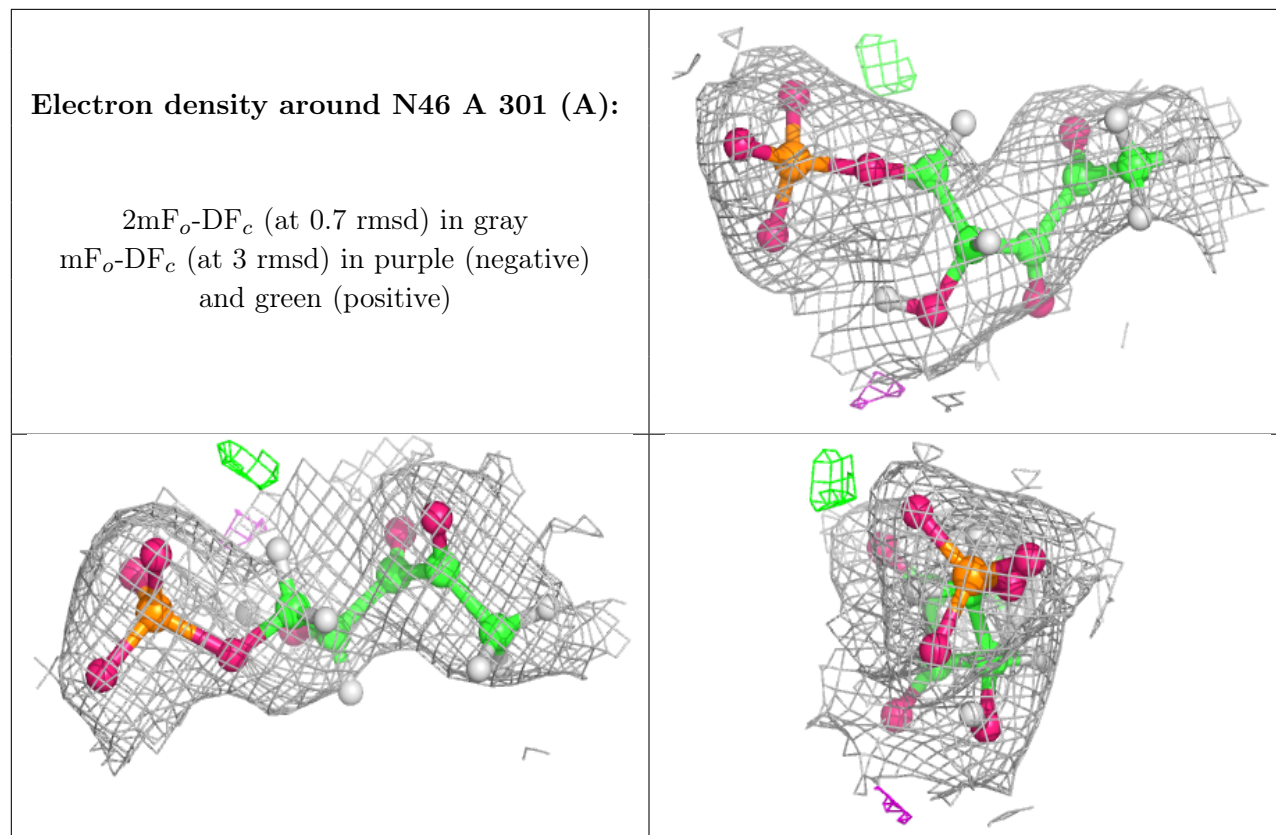 Electron density around N46 A 301 (A):
2mFo-DFc (at 0.7 rmsd) in gray
mFo-DFc (at 3 rmsd) in purple (negative)
and green (positive)